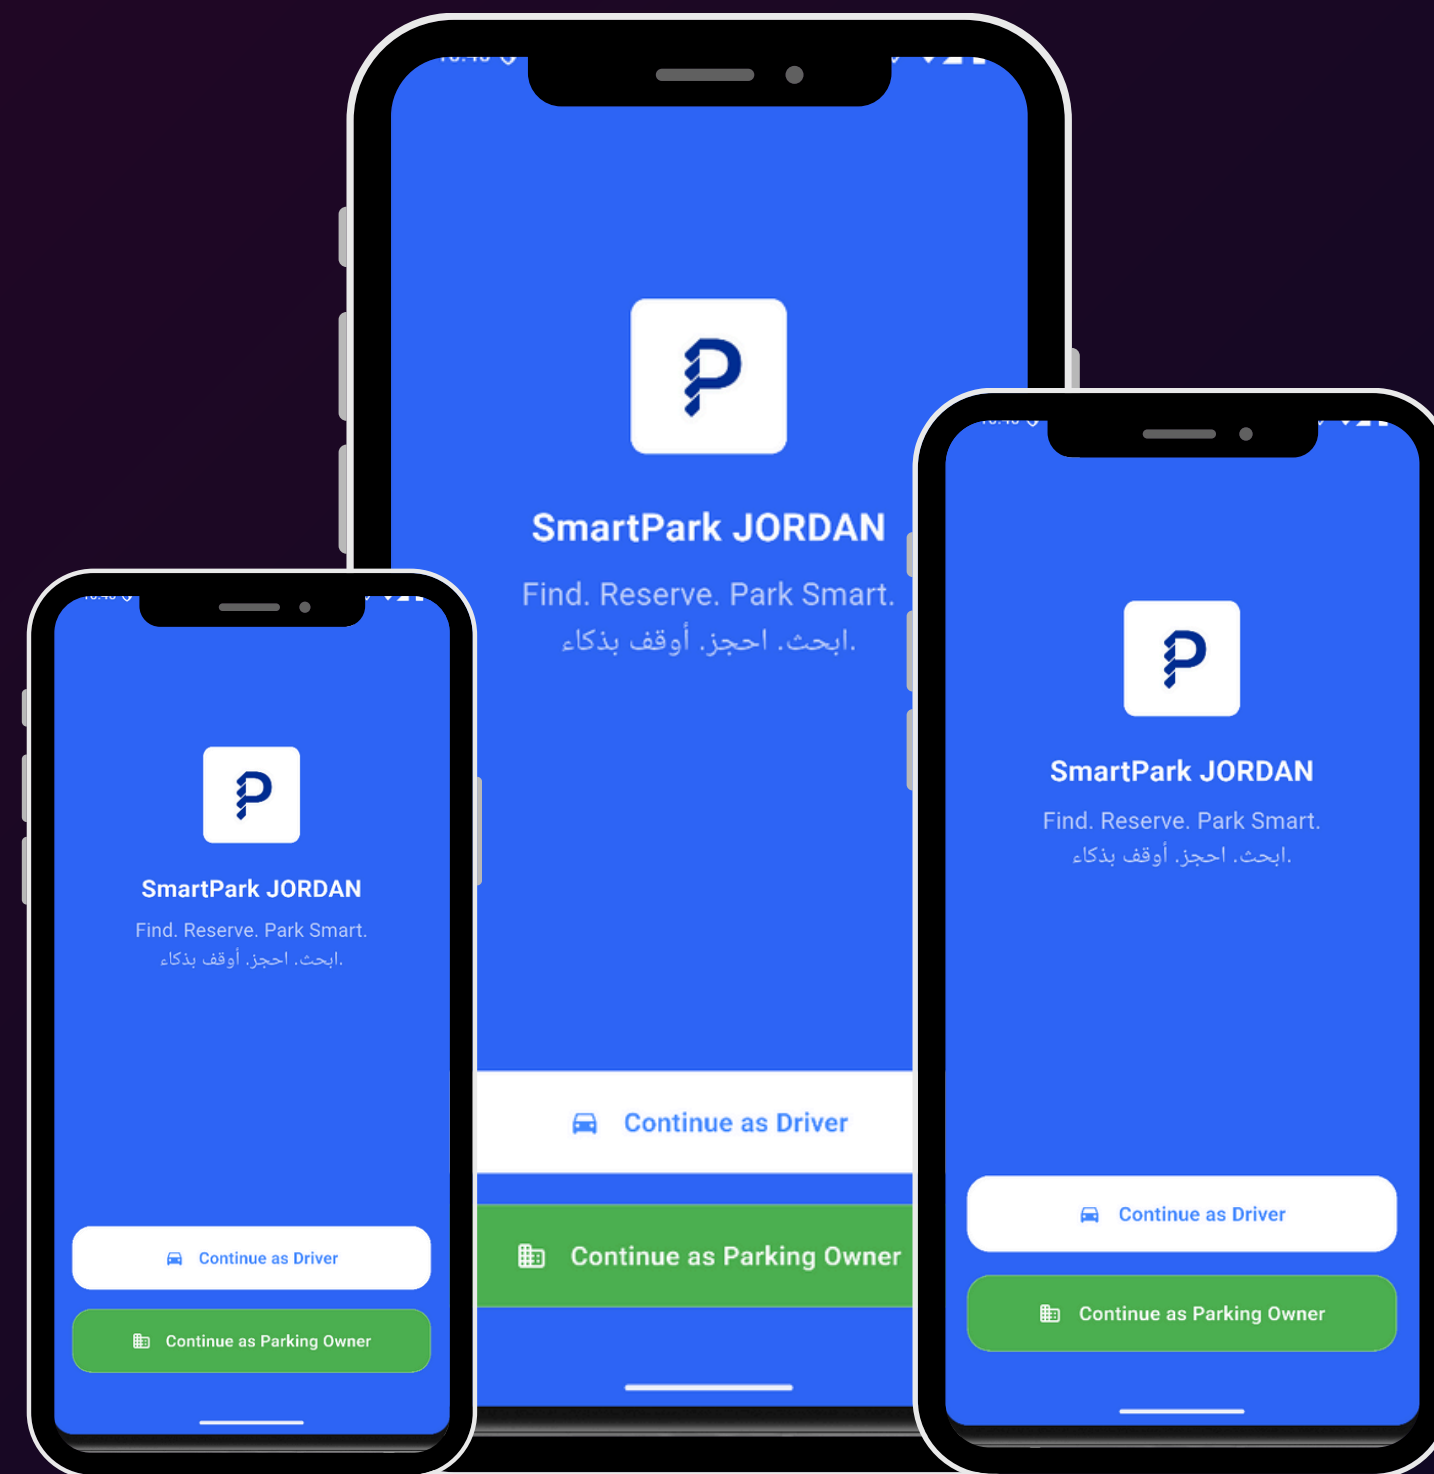 P
SmartPark JORDAN
Find. Reserve. Park Smart.
.ابحث. احجز. أوقف بذكاء
Continue as Driver
Continue as Parking Owner
P
SmartPark JORDAN
Find. Reserve. Park Smart.
.ابحث. احجز. أوقف بذكاء
Continue as Driver
Continue as Parking Owner
P
SmartPark JORDAN
Find. Reserve. Park Smart.
.ابحث. احجز. أوقف بذكاء
Continue as Driver
Continue as Parking Owner